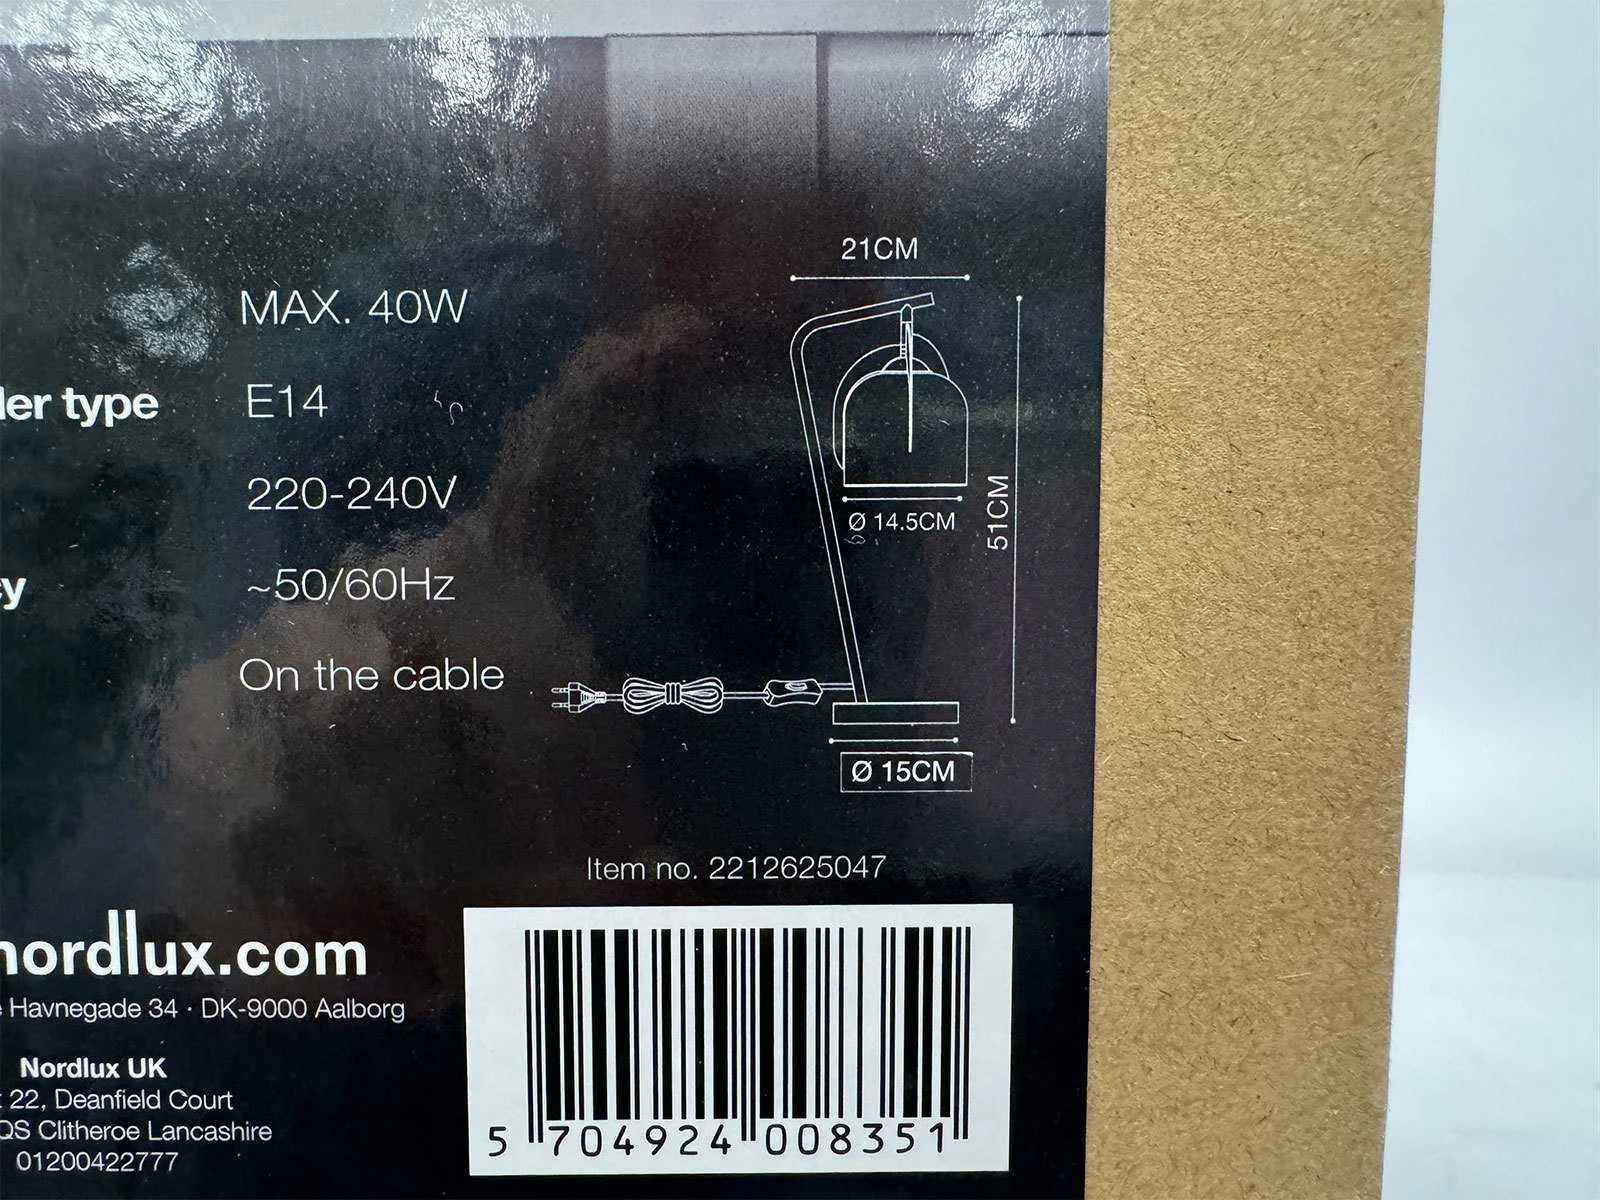 21CM
MAX. 40W
ler type E14
220-240V
Ø 14.5CM
51CM
cy ~50/60Hz
On the cable
Ø 15CM
Item no. 2212625047
nordlux.com
e Havnegade 34 · DK-9000 Aalborg
Nordlux UK
22, Deanfield Court
QS Clitheroe Lancashire
01200422777
5 704924 008351